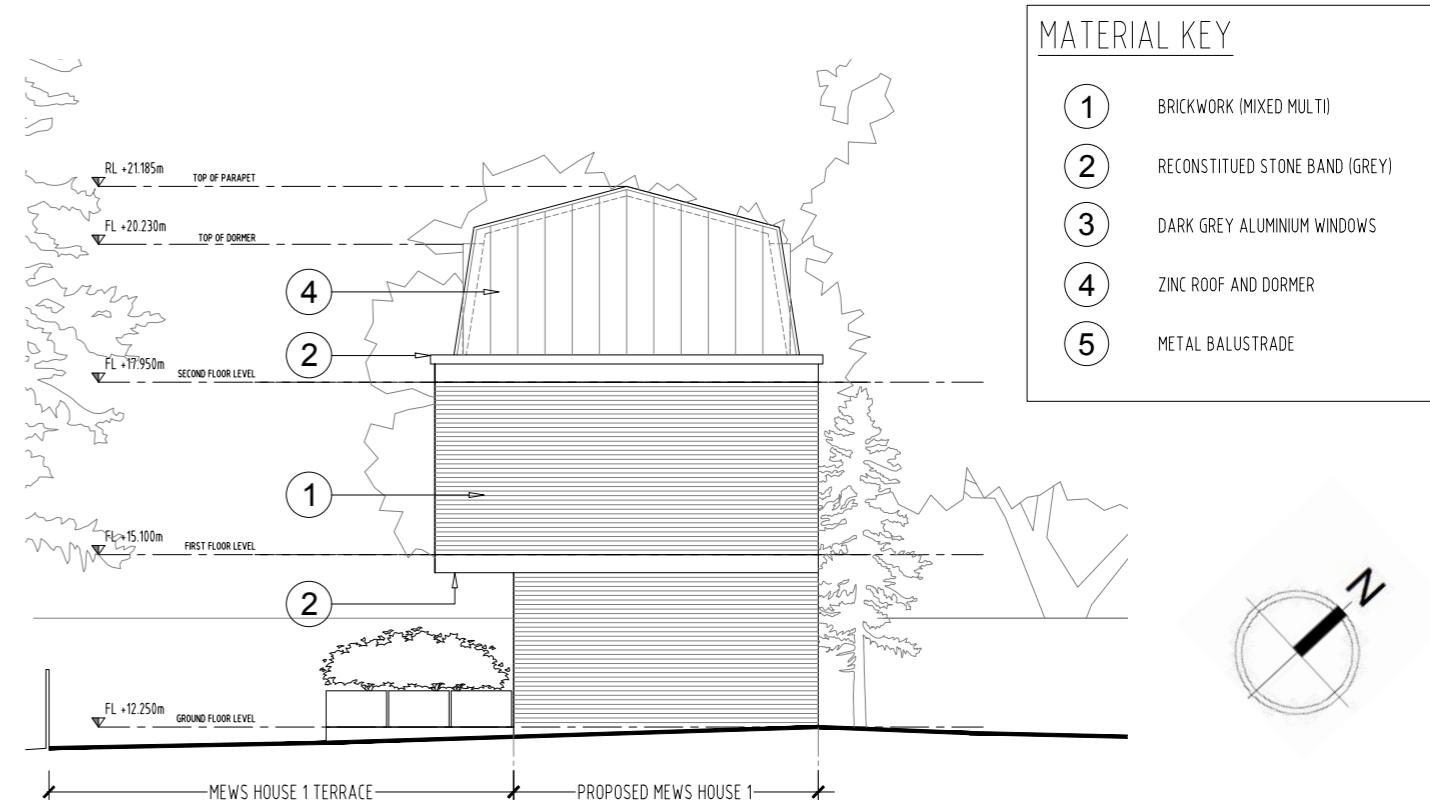 MATERIAL KEY
1 BRICKWORK (MIXED MULTI)
2 RECONSTITUED STONE BAND (GREY)
3 DARK GREY ALUMINIUM WINDOWS
4 ZINC ROOF AND DORMER
5 METAL BALUSTRADE
RL +21.185m TOP OF PARAPET
FL +20.230m TOP OF DORMER
4
2
FL +17.950m SECOND FLOOR LEVEL
1
FL +15.100m FIRST FLOOR LEVEL
2
N
FL +12.250m GROUND FLOOR LEVEL
MEWS HOUSE 1 TERRACE PROPOSED MEWS HOUSE 1